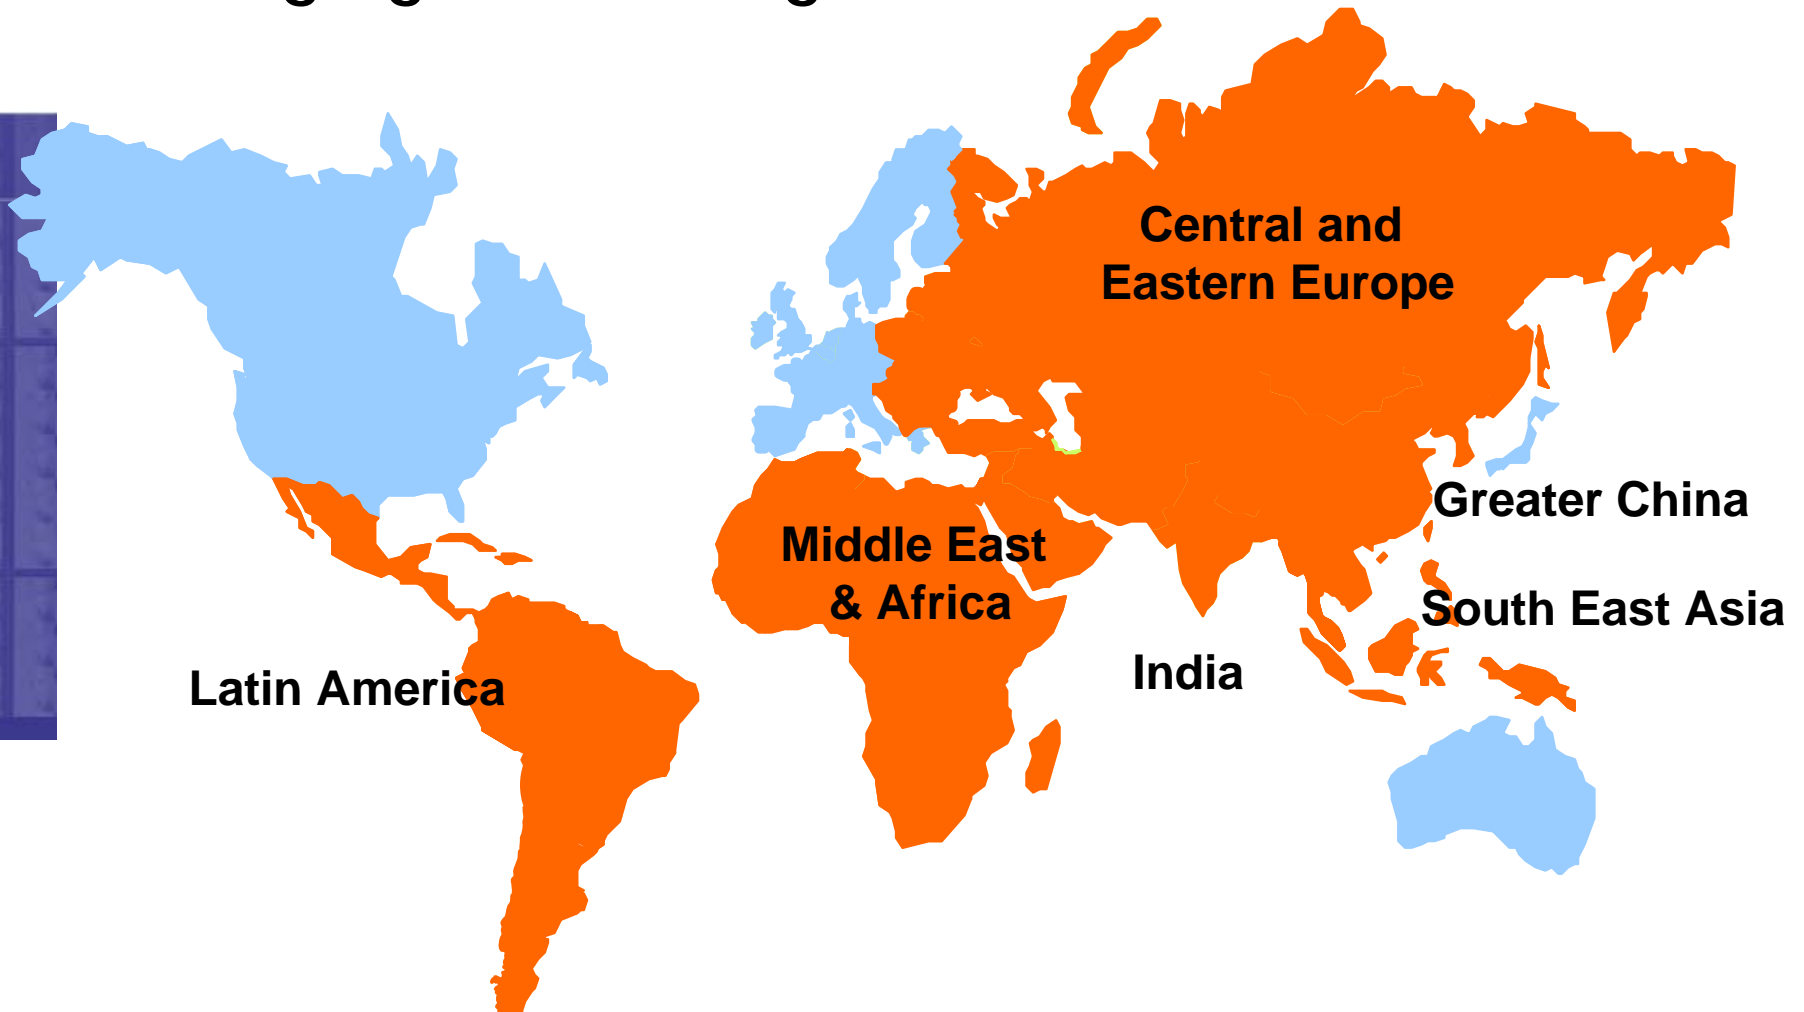 Central and
Eastern Europe
Greater China
Middle East
& Africa
South East Asia
India
Latin America